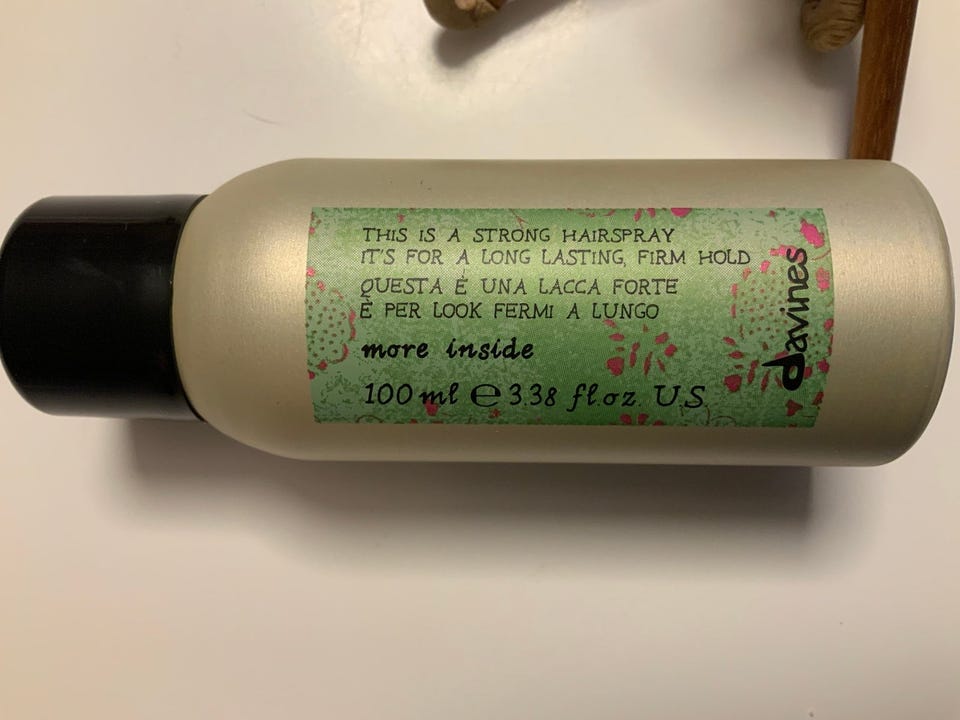 THIS IS A STRONG HAIRSPRAY
IT'S FOR A LONG LASTING, FIRM HOLD
QUESTA È UNA LACCA FORTE
È PER LOOK FERMI A LUNGO
more inside
100 ml ℮ 3.38 fl.oz. US
davines